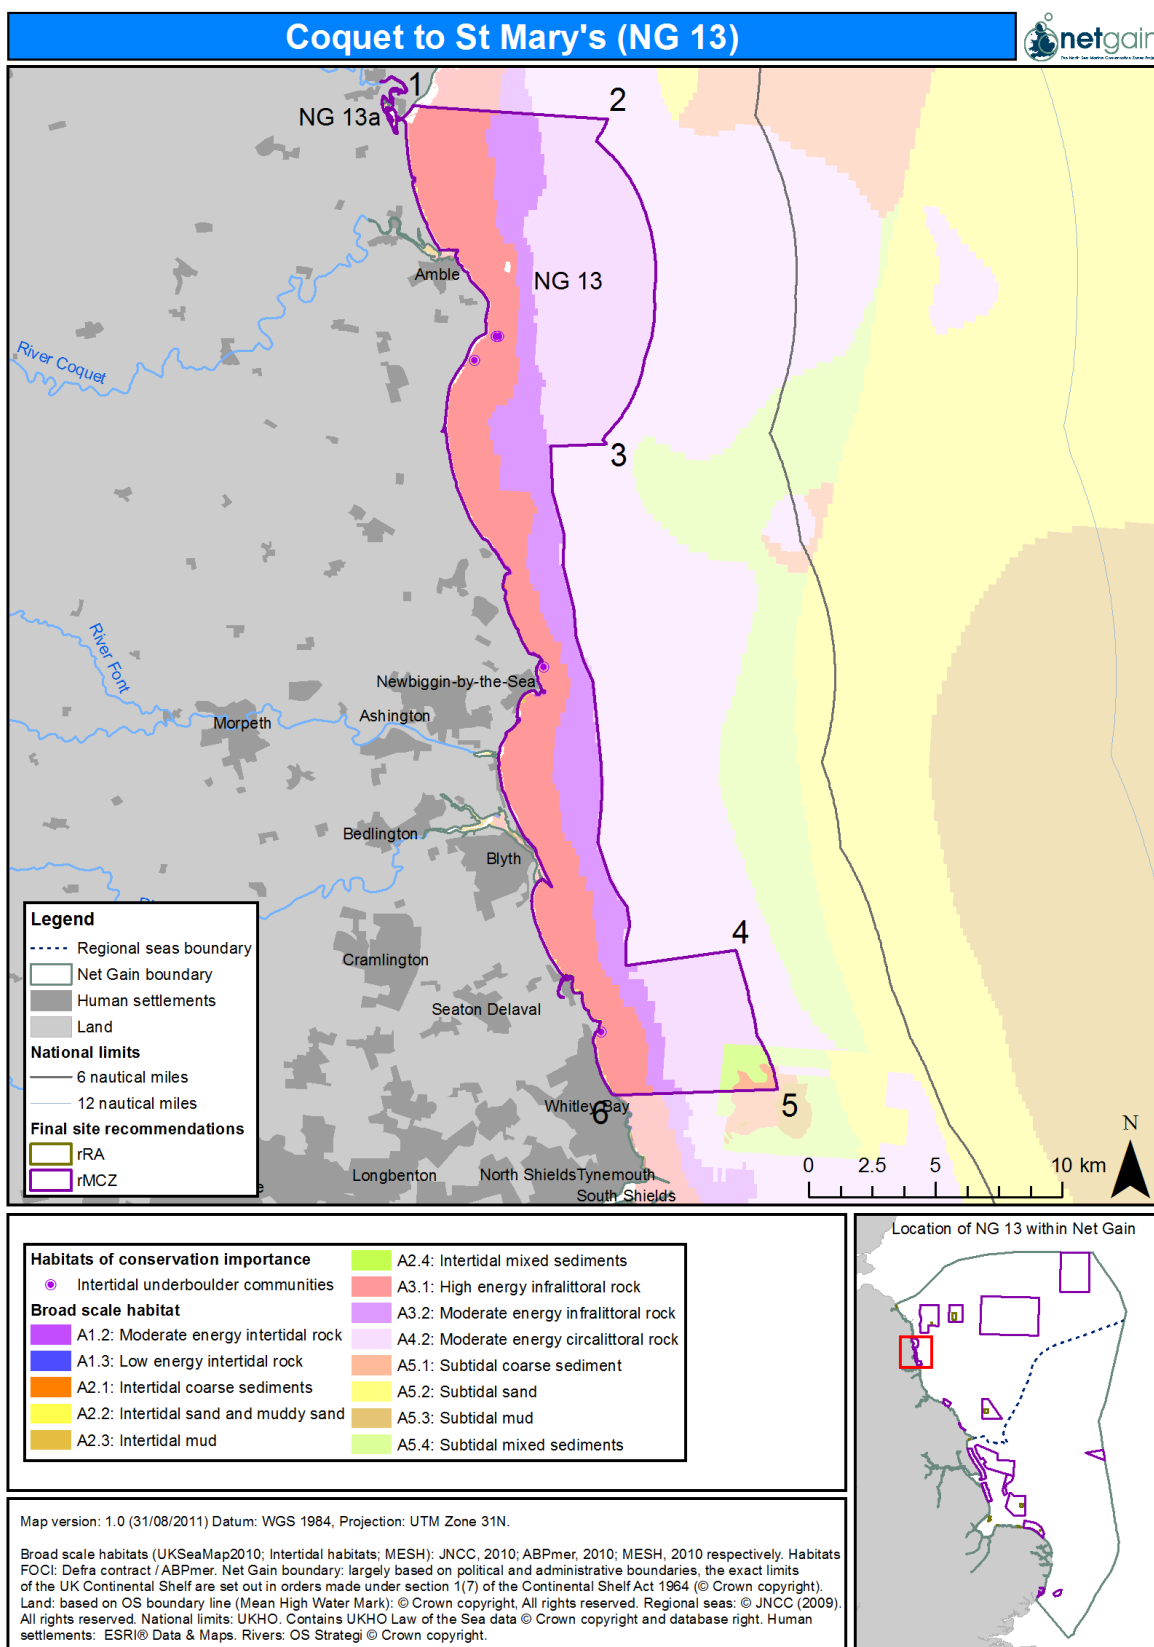 Coquet to St Mary's (NG 13)
netgain
The North Sea Marine Conservation Zones Project
1
2
NG 13a
Amble
NG 13
River Coquet
3
River Font
Newbiggin-by-the-Sea
Ashington
Morpeth
Bedlington
Blyth
4
Cramlington
Seaton Delaval
Whitley Bay
6
5
Longbenton
North Shields
Tynemouth
South Shields
N
0 2.5 5 10 km
Legend
Regional seas boundary
Net Gain boundary
Human settlements
Land
National limits
6 nautical miles
12 nautical miles
Final site recommendations
rRA
rMCZ
Habitats of conservation importance
Intertidal underboulder communities
Broad scale habitat
A1.2: Moderate energy intertidal rock
A1.3: Low energy intertidal rock
A2.1: Intertidal coarse sediments
A2.2: Intertidal sand and muddy sand
A2.3: Intertidal mud
A2.4: Intertidal mixed sediments
A3.1: High energy infralittoral rock
A3.2: Moderate energy infralittoral rock
A4.2: Moderate energy circalittoral rock
A5.1: Subtidal coarse sediment
A5.2: Subtidal sand
A5.3: Subtidal mud
A5.4: Subtidal mixed sediments
Location of NG 13 within Net Gain
Map version: 1.0 (31/08/2011) Datum: WGS 1984, Projection: UTM Zone 31N.
Broad scale habitats (UKSeaMap2010; Intertidal habitats; MESH): JNCC, 2010; ABPmer, 2010; MESH, 2010 respectively. Habitats
FOCI: Defra contract / ABPmer. Net Gain boundary: largely based on political and administrative boundaries, the exact limits
of the UK Continental Shelf are set out in orders made under section 1(7) of the Continental Shelf Act 1964 (© Crown copyright).
Land: based on OS boundary line (Mean High Water Mark): © Crown copyright, All rights reserved. Regional seas: © JNCC (2009).
All rights reserved. National limits: UKHO. Contains UKHO Law of the Sea data © Crown copyright and database right. Human
settlements: ESRI® Data & Maps. Rivers: OS Strategi © Crown copyright.